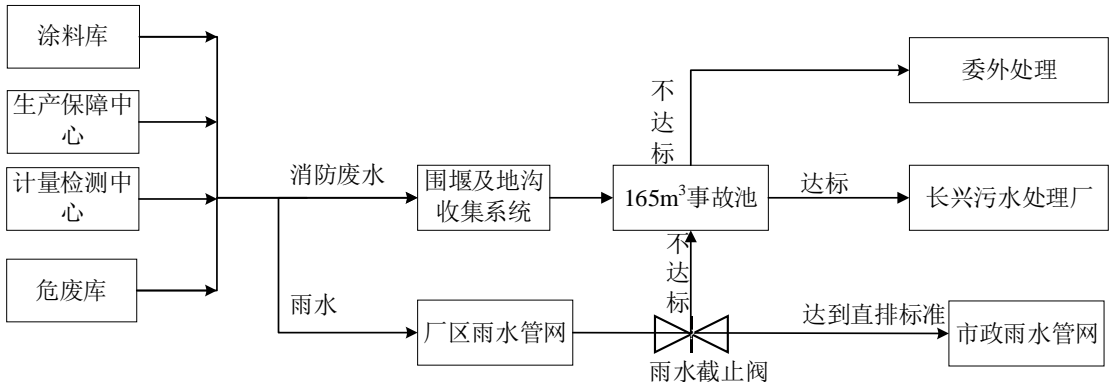 涂料库
生产保障中
心
计量检测中
心
危废库
消防废水
雨水
围堰及地沟
收集系统
厂区雨水管网
不
达
标
165m³事故池
不
达
标
雨水截止阀
达标
达到直排标准
委外处理
长兴污水处理厂
市政雨水管网